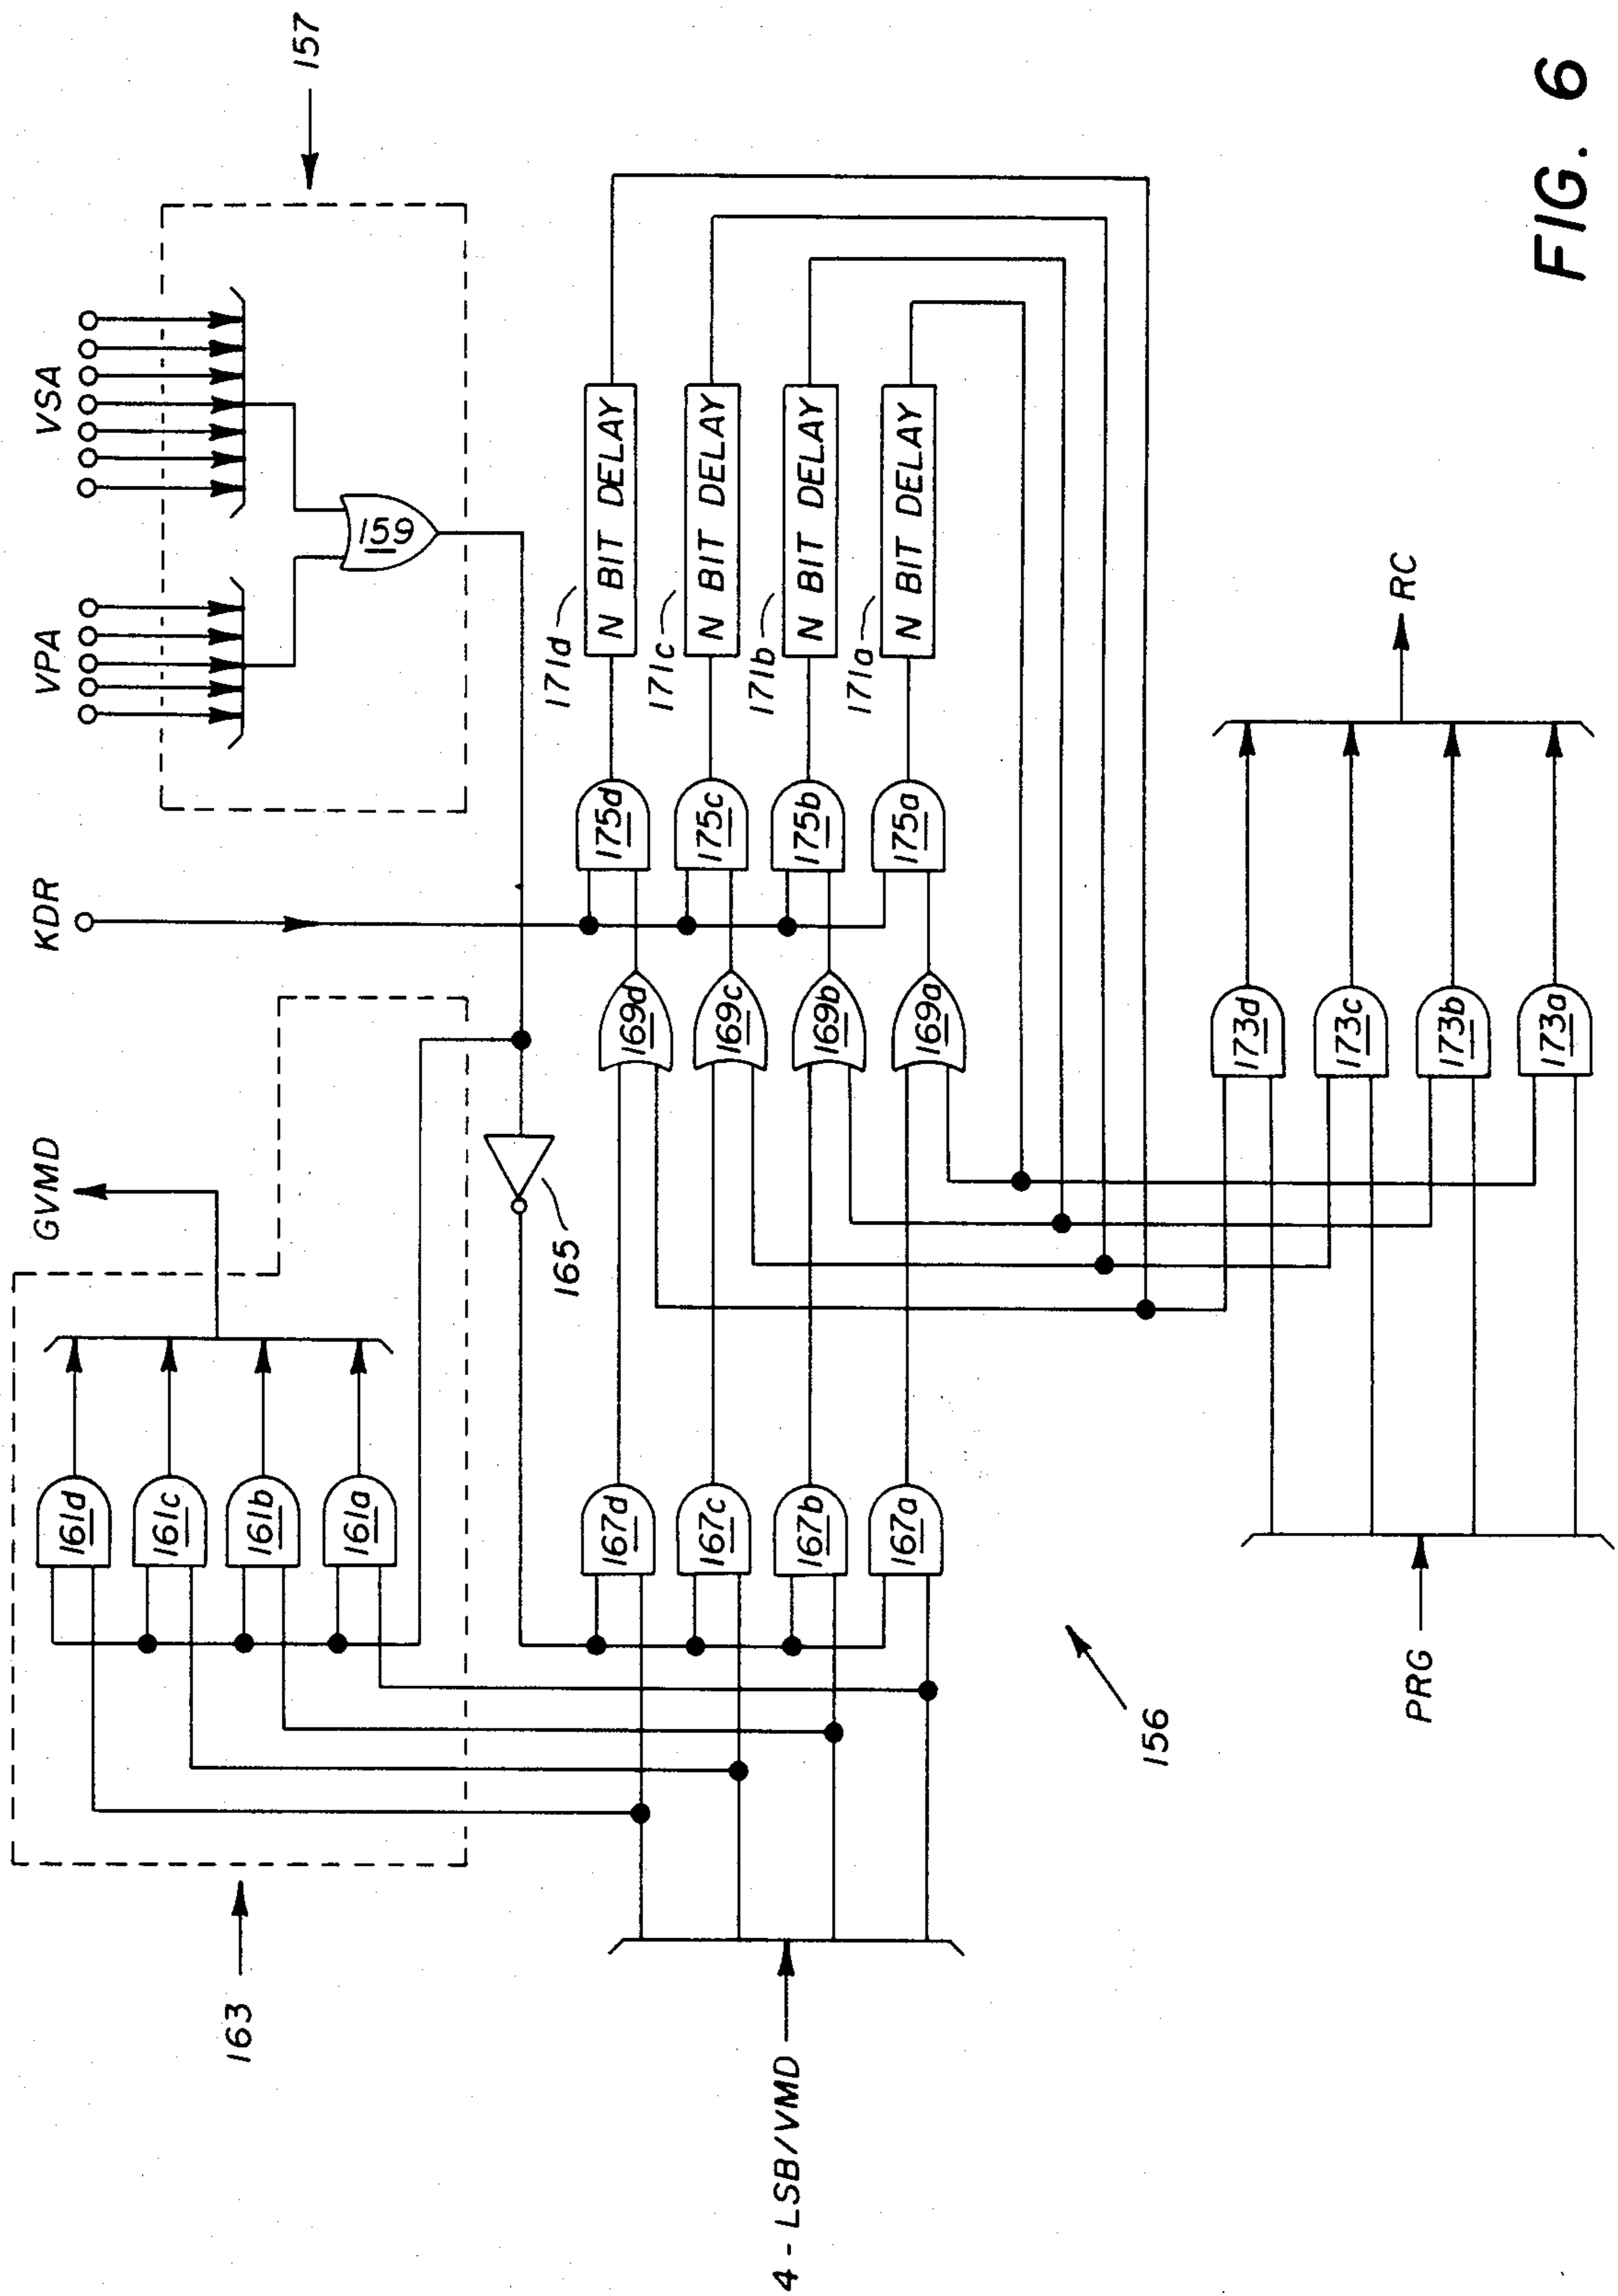 163
4 - LSB/VMD
GVMD
161d
161c
161b
161a
KDR
VPA
VSA
157
159
165
167d
167c
167b
167a
169d
169c
169b
169a
175d
175c
175b
175a
171d
N BIT DELAY
171c
N BIT DELAY
171b
N BIT DELAY
171a
N BIT DELAY
156
PRG
173d
173c
173b
173a
RC
FIG. 6